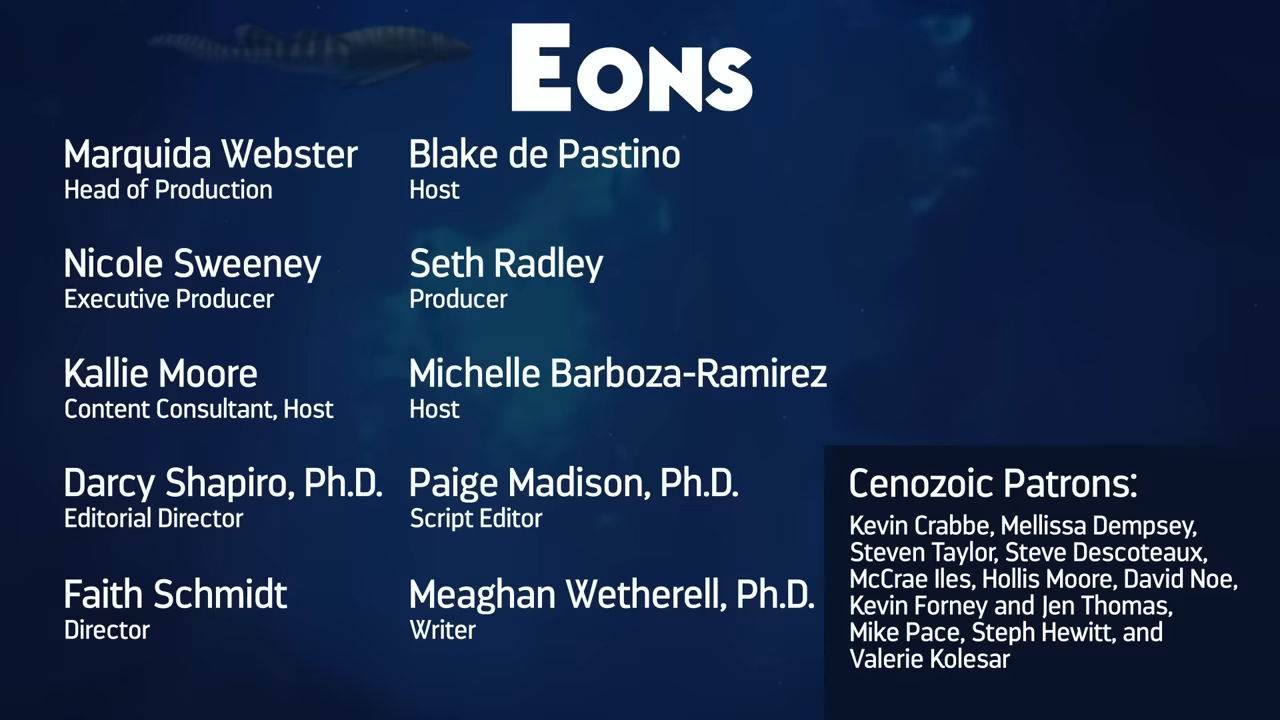 EONS
Marquida Webster
Head of Production
Nicole Sweeney
Executive Producer
Kallie Moore
Content Consultant, Host
Darcy Shapiro, Ph.D.
Editorial Director
Faith Schmidt
Director
Blake de Pastino
Host
Seth Radley
Producer
Michelle Barboza-Ramirez
Host
Paige Madison, Ph.D.
Script Editor
Meaghan Wetherell, Ph.D.
Writer
Cenozoic Patrons:
Kevin Crabbe, Mellissa Dempsey,
Steven Taylor, Steve Descoteaux,
McCrae Iles, Hollis Moore, David Noe,
Kevin Forney and Jen Thomas,
Mike Pace, Steph Hewitt, and
Valerie Kolesar